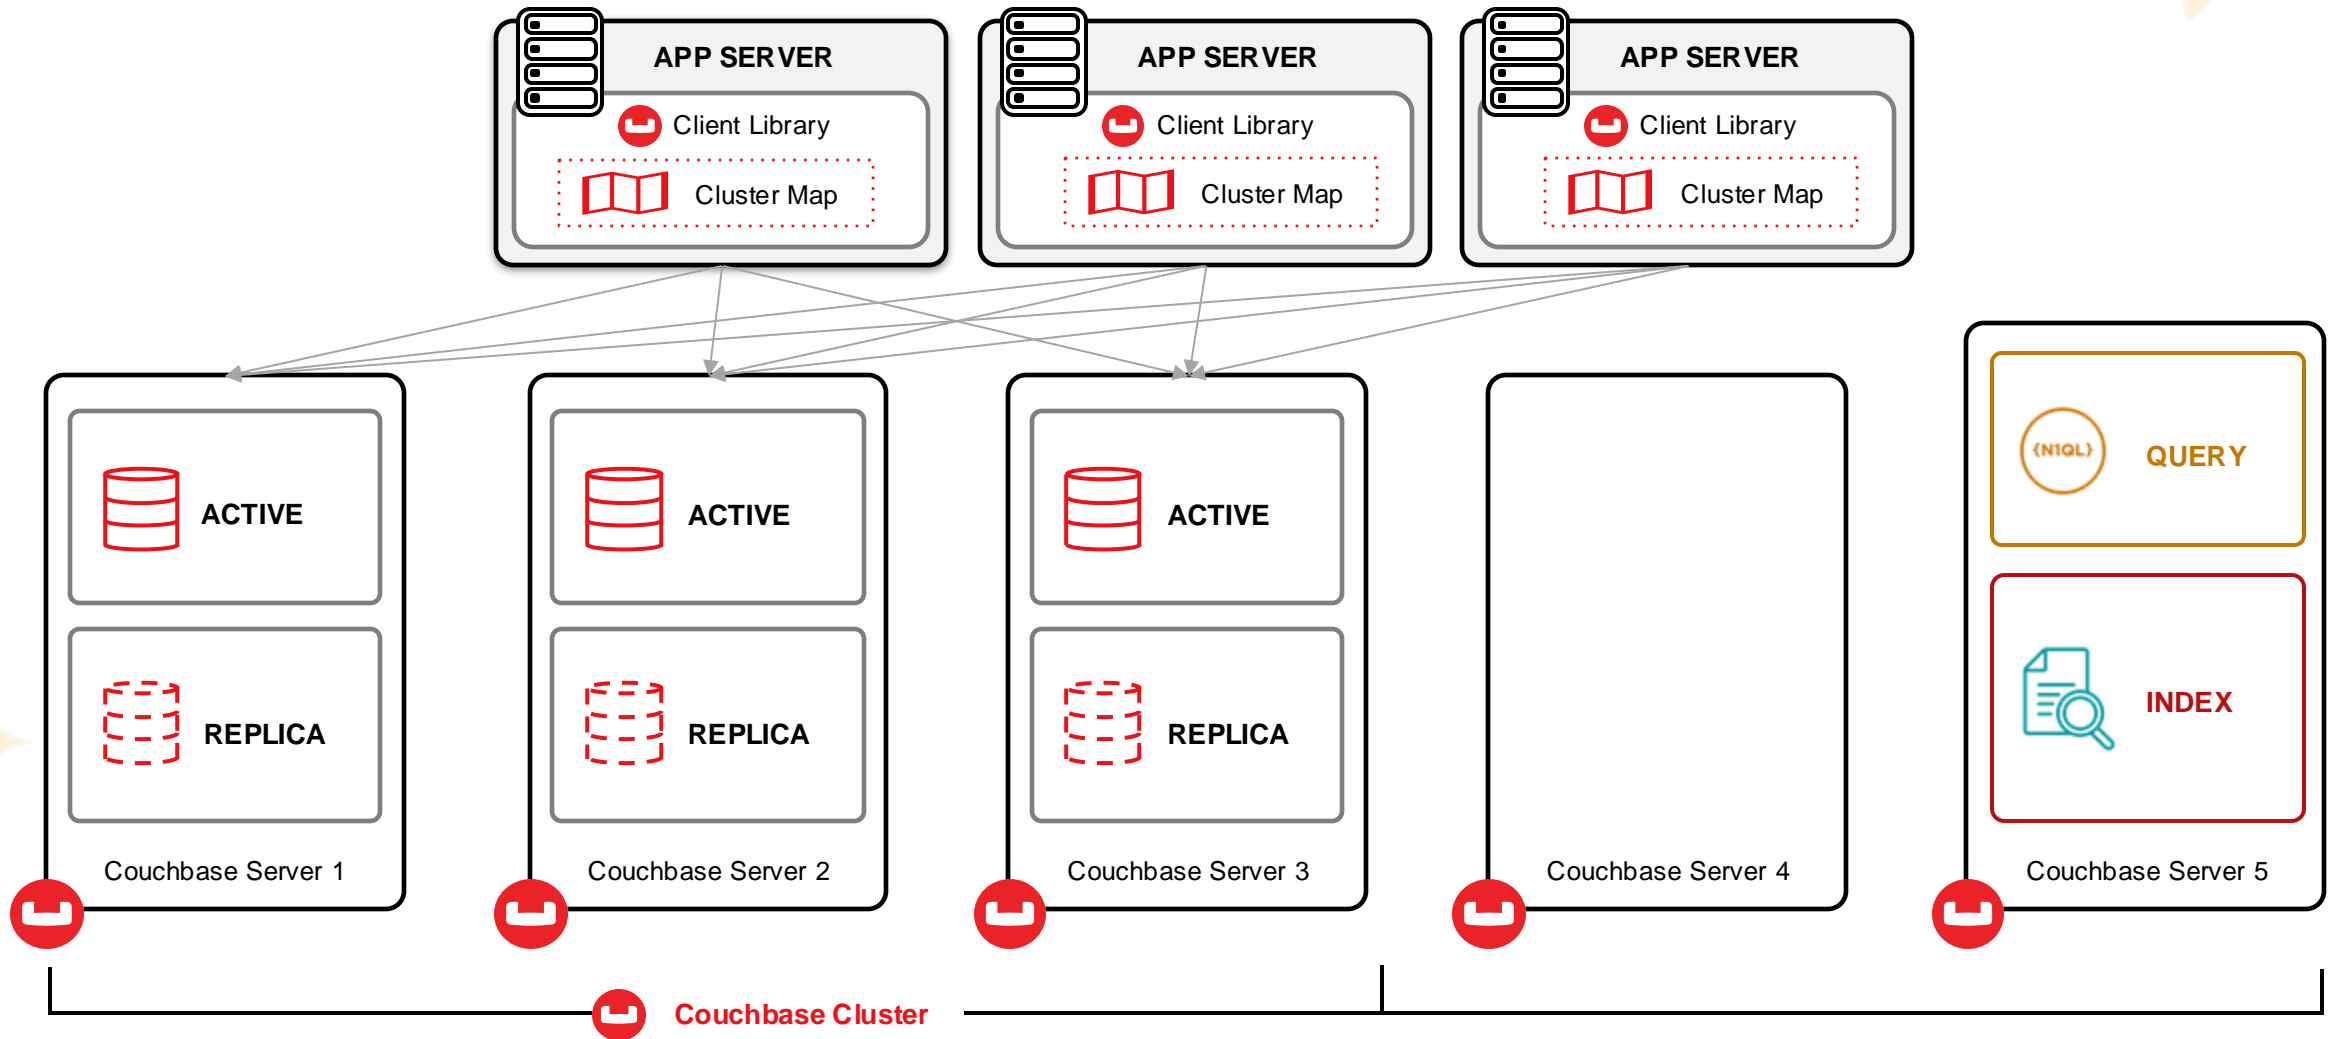 APP SERVER
Client Library
Cluster Map
APP SERVER
Client Library
Cluster Map
APP SERVER
Client Library
Cluster Map
ACTIVE
REPLICA
Couchbase Server 1
ACTIVE
REPLICA
Couchbase Server 2
ACTIVE
REPLICA
Couchbase Server 3
Couchbase Server 4
{N1QL}
QUERY
INDEX
Couchbase Server 5
Couchbase Cluster